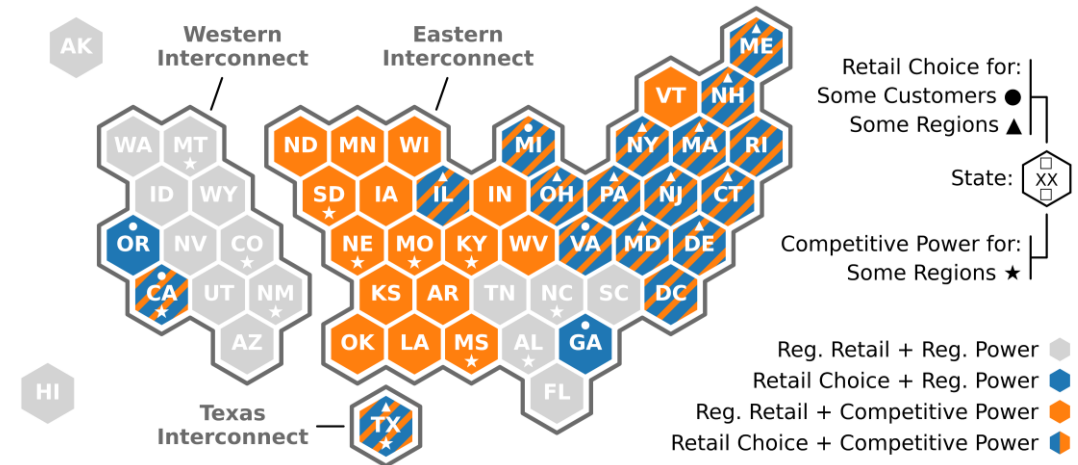 AK
Western
Interconnect
Eastern
Interconnect
ME
Retail Choice for:
Some Customers ●
Some Regions ▲
VT NH
WA MT ★ ND MN WI MI NY MA RI
State: □ XX □
ID WY SD ★ IA IL IN OH PA NJ CT
OR NV CO ★ NE ★ MO ★ KY ★ WV VA MD DE
Competitive Power for:
Some Regions ★
CA ★ UT NM ★ KS AR TN NC ★ SC DC
AZ OK LA MS ★ AL ★ GA
HI FL
Reg. Retail + Reg. Power
Retail Choice + Reg. Power
Reg. Retail + Competitive Power
Retail Choice + Competitive Power
Texas
Interconnect
TX ★